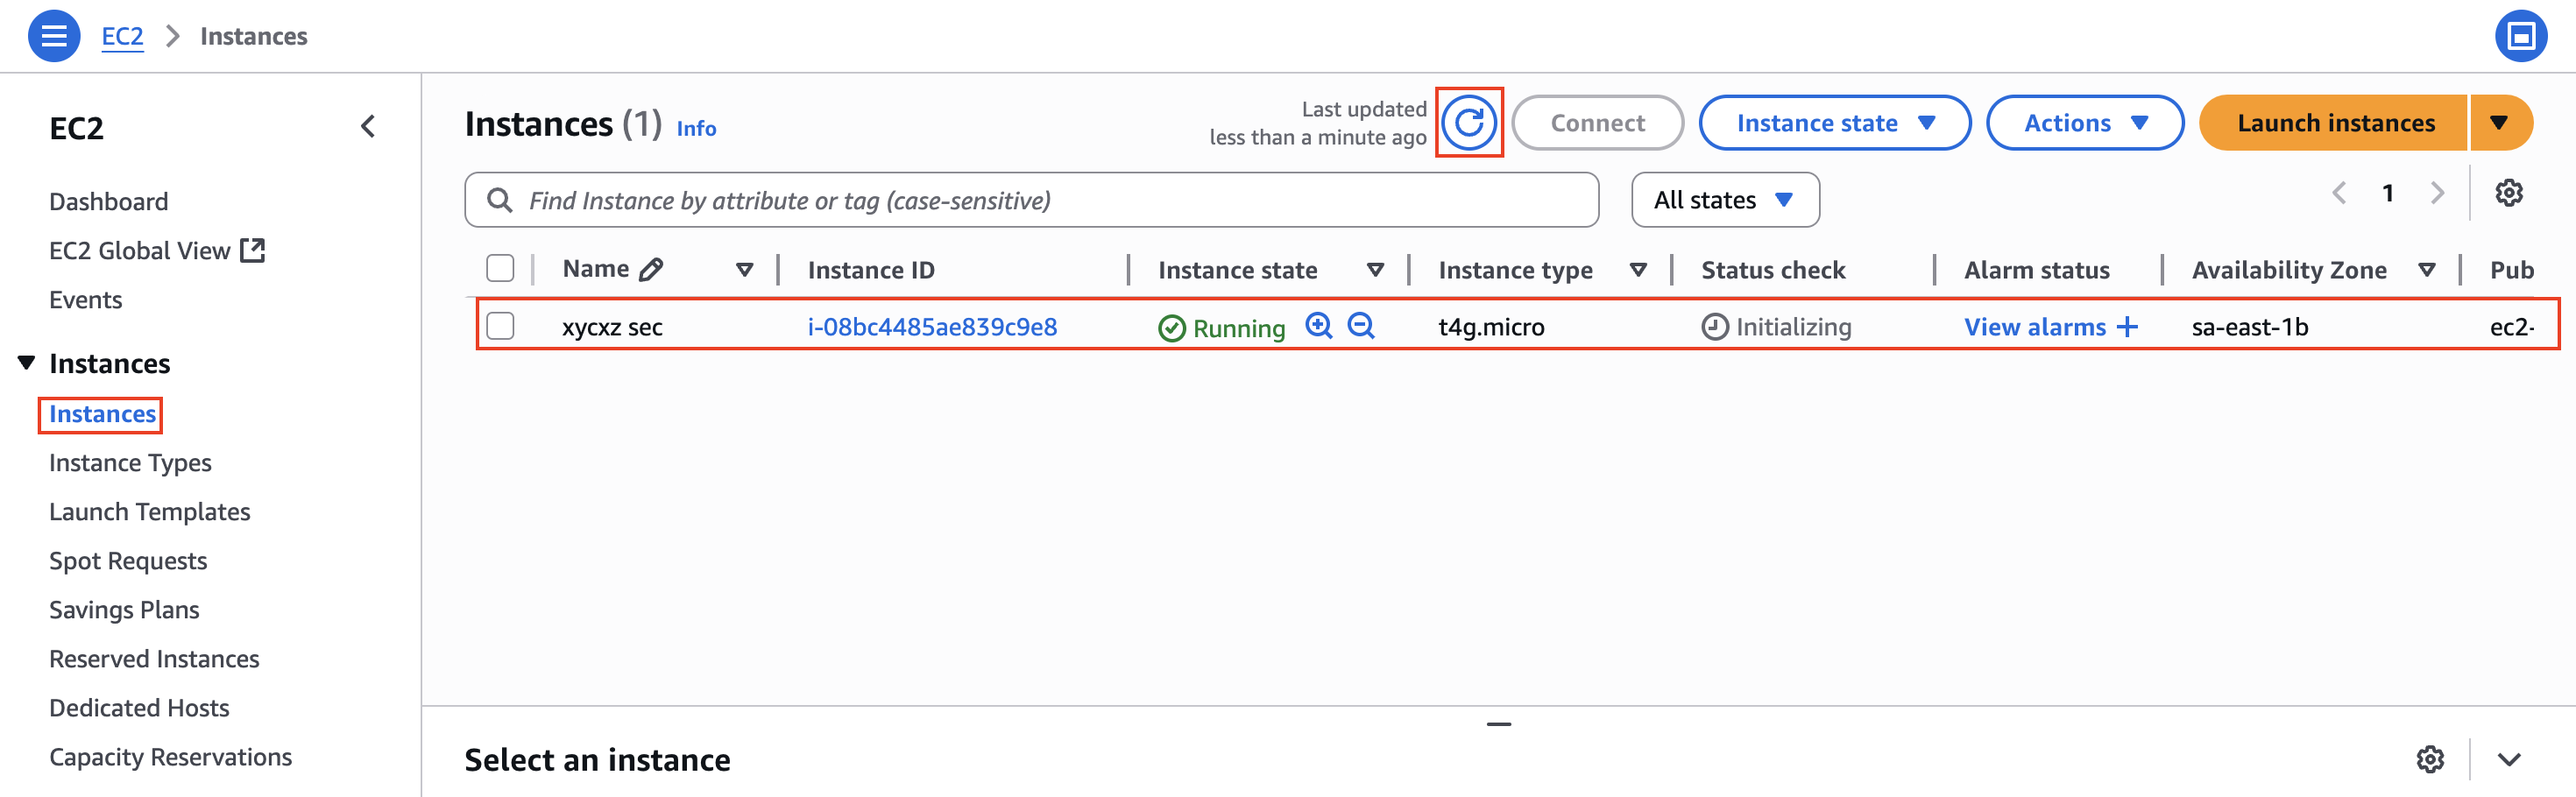 EC2 > Instances
EC2
Dashboard
EC2 Global View
Events
Instances
Instances
Instance Types
Launch Templates
Spot Requests
Savings Plans
Reserved Instances
Dedicated Hosts
Capacity Reservations
Instances (1) Info
Last updated
less than a minute ago
Connect
Instance state
Actions
Launch instances
Find Instance by attribute or tag (case-sensitive)
All states
1
Name Instance ID Instance state Instance type Status check Alarm status Availability Zone Pub
xycxz sec i-08bc4485ae839c9e8 Running t4g.micro Initializing View alarms + sa-east-1b ec2-
Select an instance